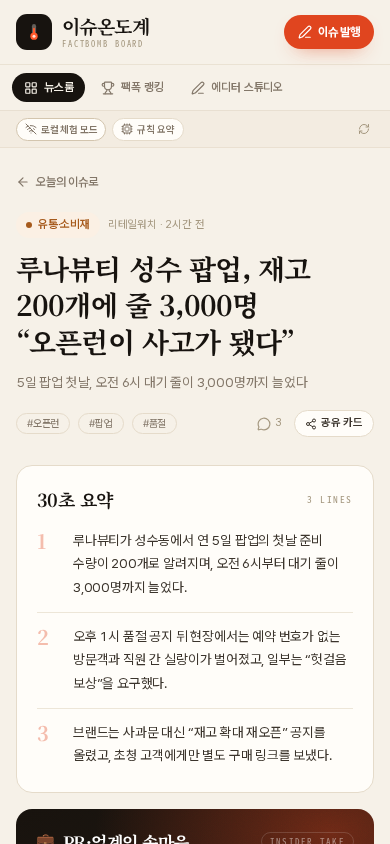 이슈온도계
FACTBOMB BOARD
이슈 발행
뉴스룸
팩폭 랭킹
에디터 스튜디오
로컬 체험 모드
규칙 요약
오늘의 이슈로
유통·소비재
리테일워치 · 2시간 전
루나뷰티 성수 팝업, 재고
200개에 줄 3,000명
“오픈런이 사고가 됐다”
5일 팝업 첫날, 오전 6시 대기 줄이 3,000명까지 늘었다
#오픈런
#팝업
#품절
3
공유 카드
30초 요약
3 LINES
1
루나뷰티가 성수동에서 연 5일 팝업의 첫날 준비
수량이 200개로 알려지며, 오전 6시부터 대기 줄이
3,000명까지 늘었다.
2
오후 1시 품절 공지 뒤 현장에서는 예약 번호가 없는
방문객과 직원 간 실랑이가 벌어졌고, 일부는 “헛걸음
보상”을 요구했다.
3
브랜드는 사과문 대신 “재고 확대 재오픈” 공지를
올렸고, 초청 고객에게만 별도 구매 링크를 보냈다.
PR·업계인 속마음
INSIDER TAKE